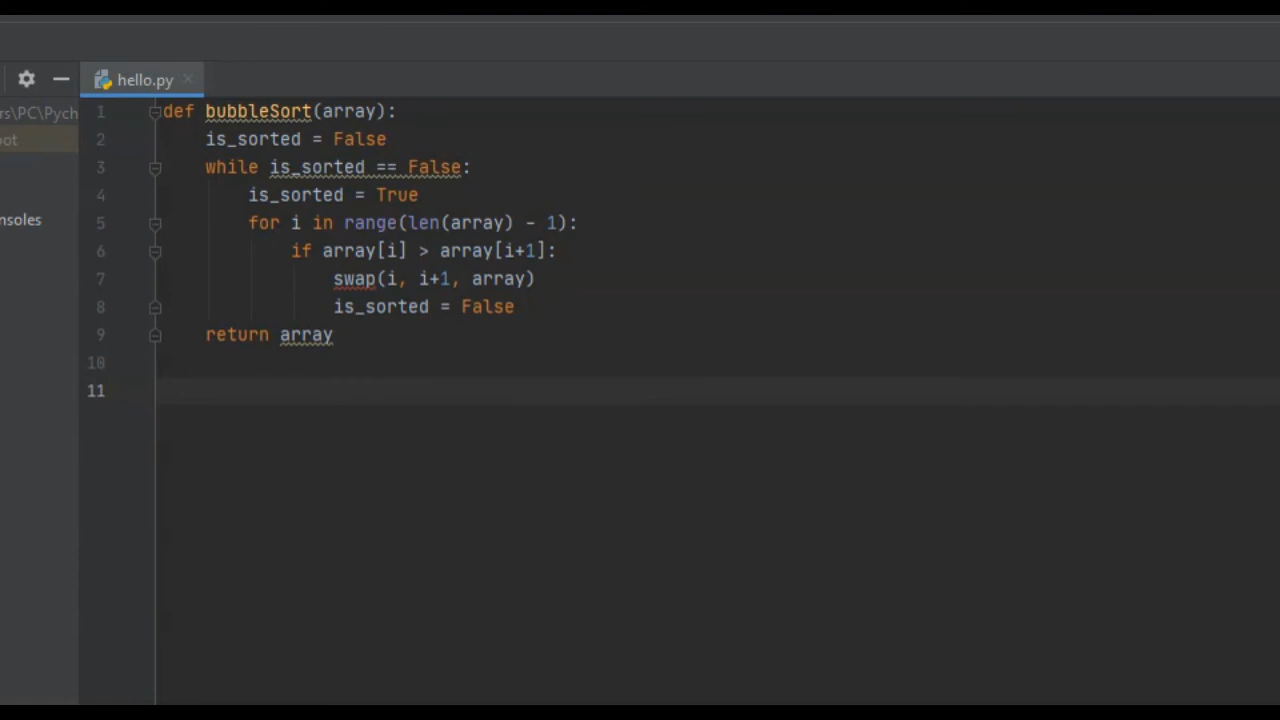 hello.py
rs\PC\Pych
oot
nsoles
1 def bubbleSort(array):
2     is_sorted = False
3     while is_sorted == False:
4         is_sorted = True
5         for i in range(len(array) - 1):
6             if array[i] > array[i+1]:
7                 swap(i, i+1, array)
8                 is_sorted = False
9     return array
10
11